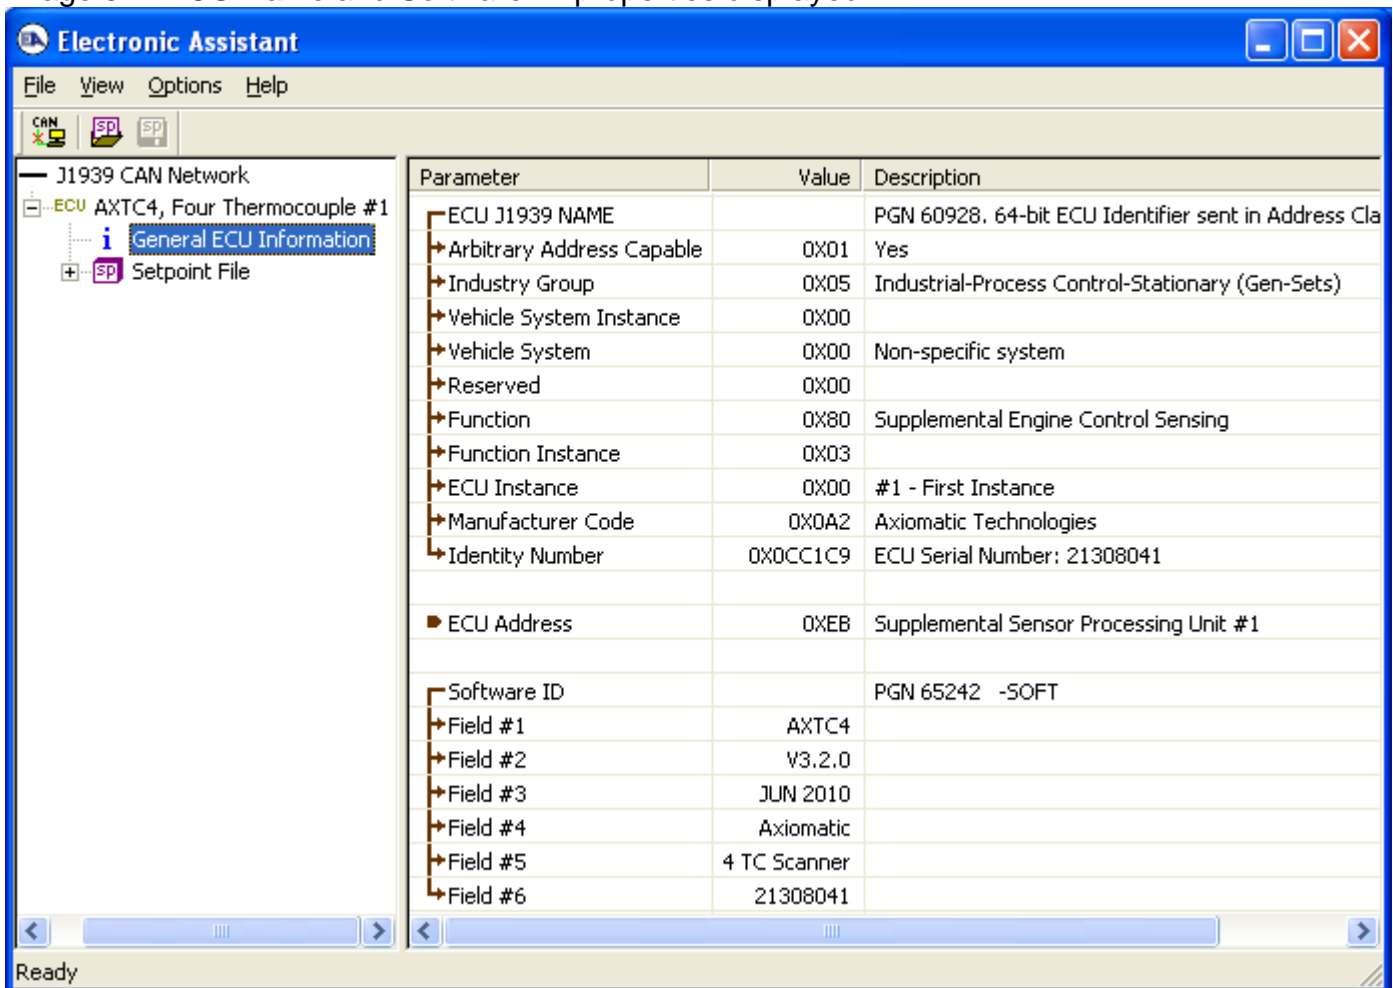 Electronic Assistant
File View Options Help
CAN SP SP
J1939 CAN Network
ECU AXTC4, Four Thermocouple #1
i General ECU Information
SP Setpoint File
Parameter Value Description
ECU J1939 NAME PGN 60928. 64-bit ECU Identifier sent in Address Cla
Arbitrary Address Capable 0X01 Yes
Industry Group 0X05 Industrial-Process Control-Stationary (Gen-Sets)
Vehicle System Instance 0X00
Vehicle System 0X00 Non-specific system
Reserved 0X00
Function 0X80 Supplemental Engine Control Sensing
Function Instance 0X03
ECU Instance 0X00 #1 - First Instance
Manufacturer Code 0X0A2 Axiomatic Technologies
Identity Number 0X0CC1C9 ECU Serial Number: 21308041
ECU Address 0XEB Supplemental Sensor Processing Unit #1
Software ID PGN 65242 -SOFT
Field #1 AXTC4
Field #2 V3.2.0
Field #3 JUN 2010
Field #4 Axiomatic
Field #5 4 TC Scanner
Field #6 21308041
Ready